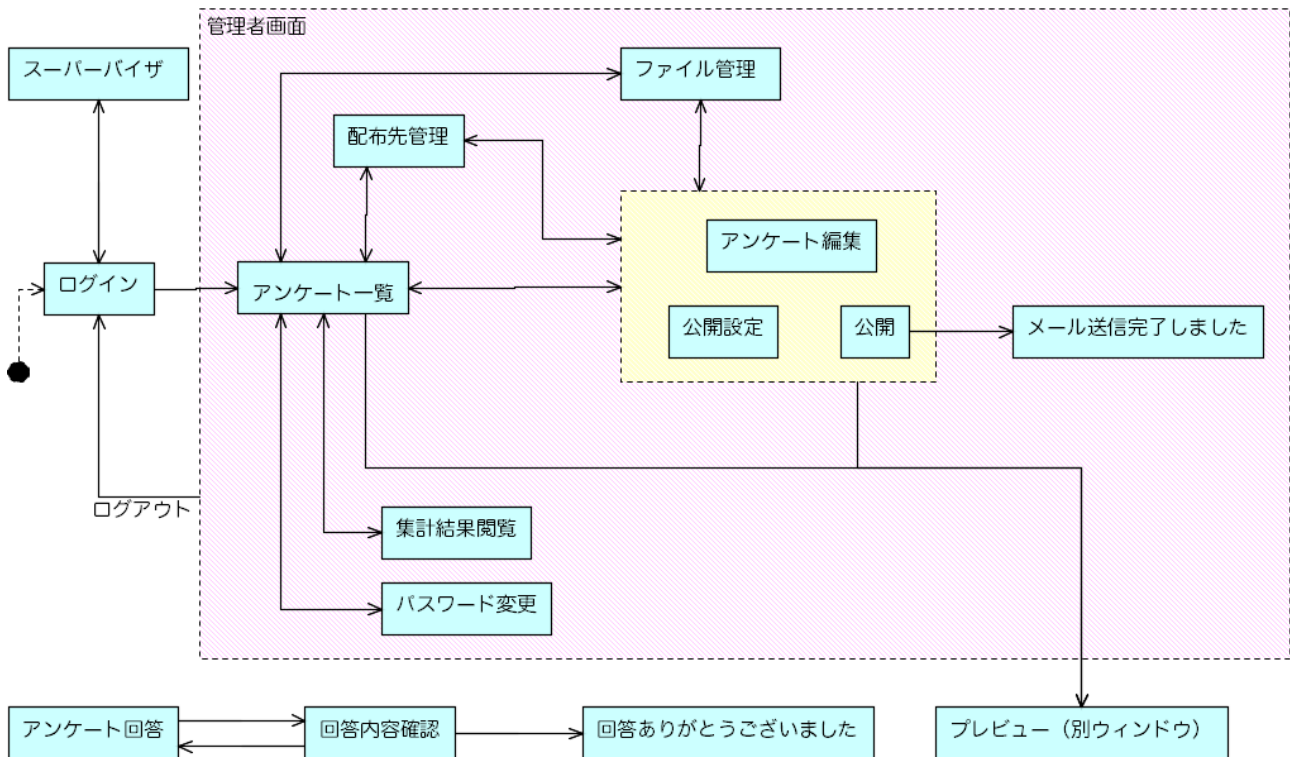 管理者画面
スーパーバイザ
ファイル管理
配布先管理
アンケート編集
ログイン
アンケート一覧
公開設定
公開
メール送信完了しました
ログアウト
集計結果閲覧
パスワード変更
アンケート回答
回答内容確認
回答ありがとうございました
プレビュー（別ウィンドウ）